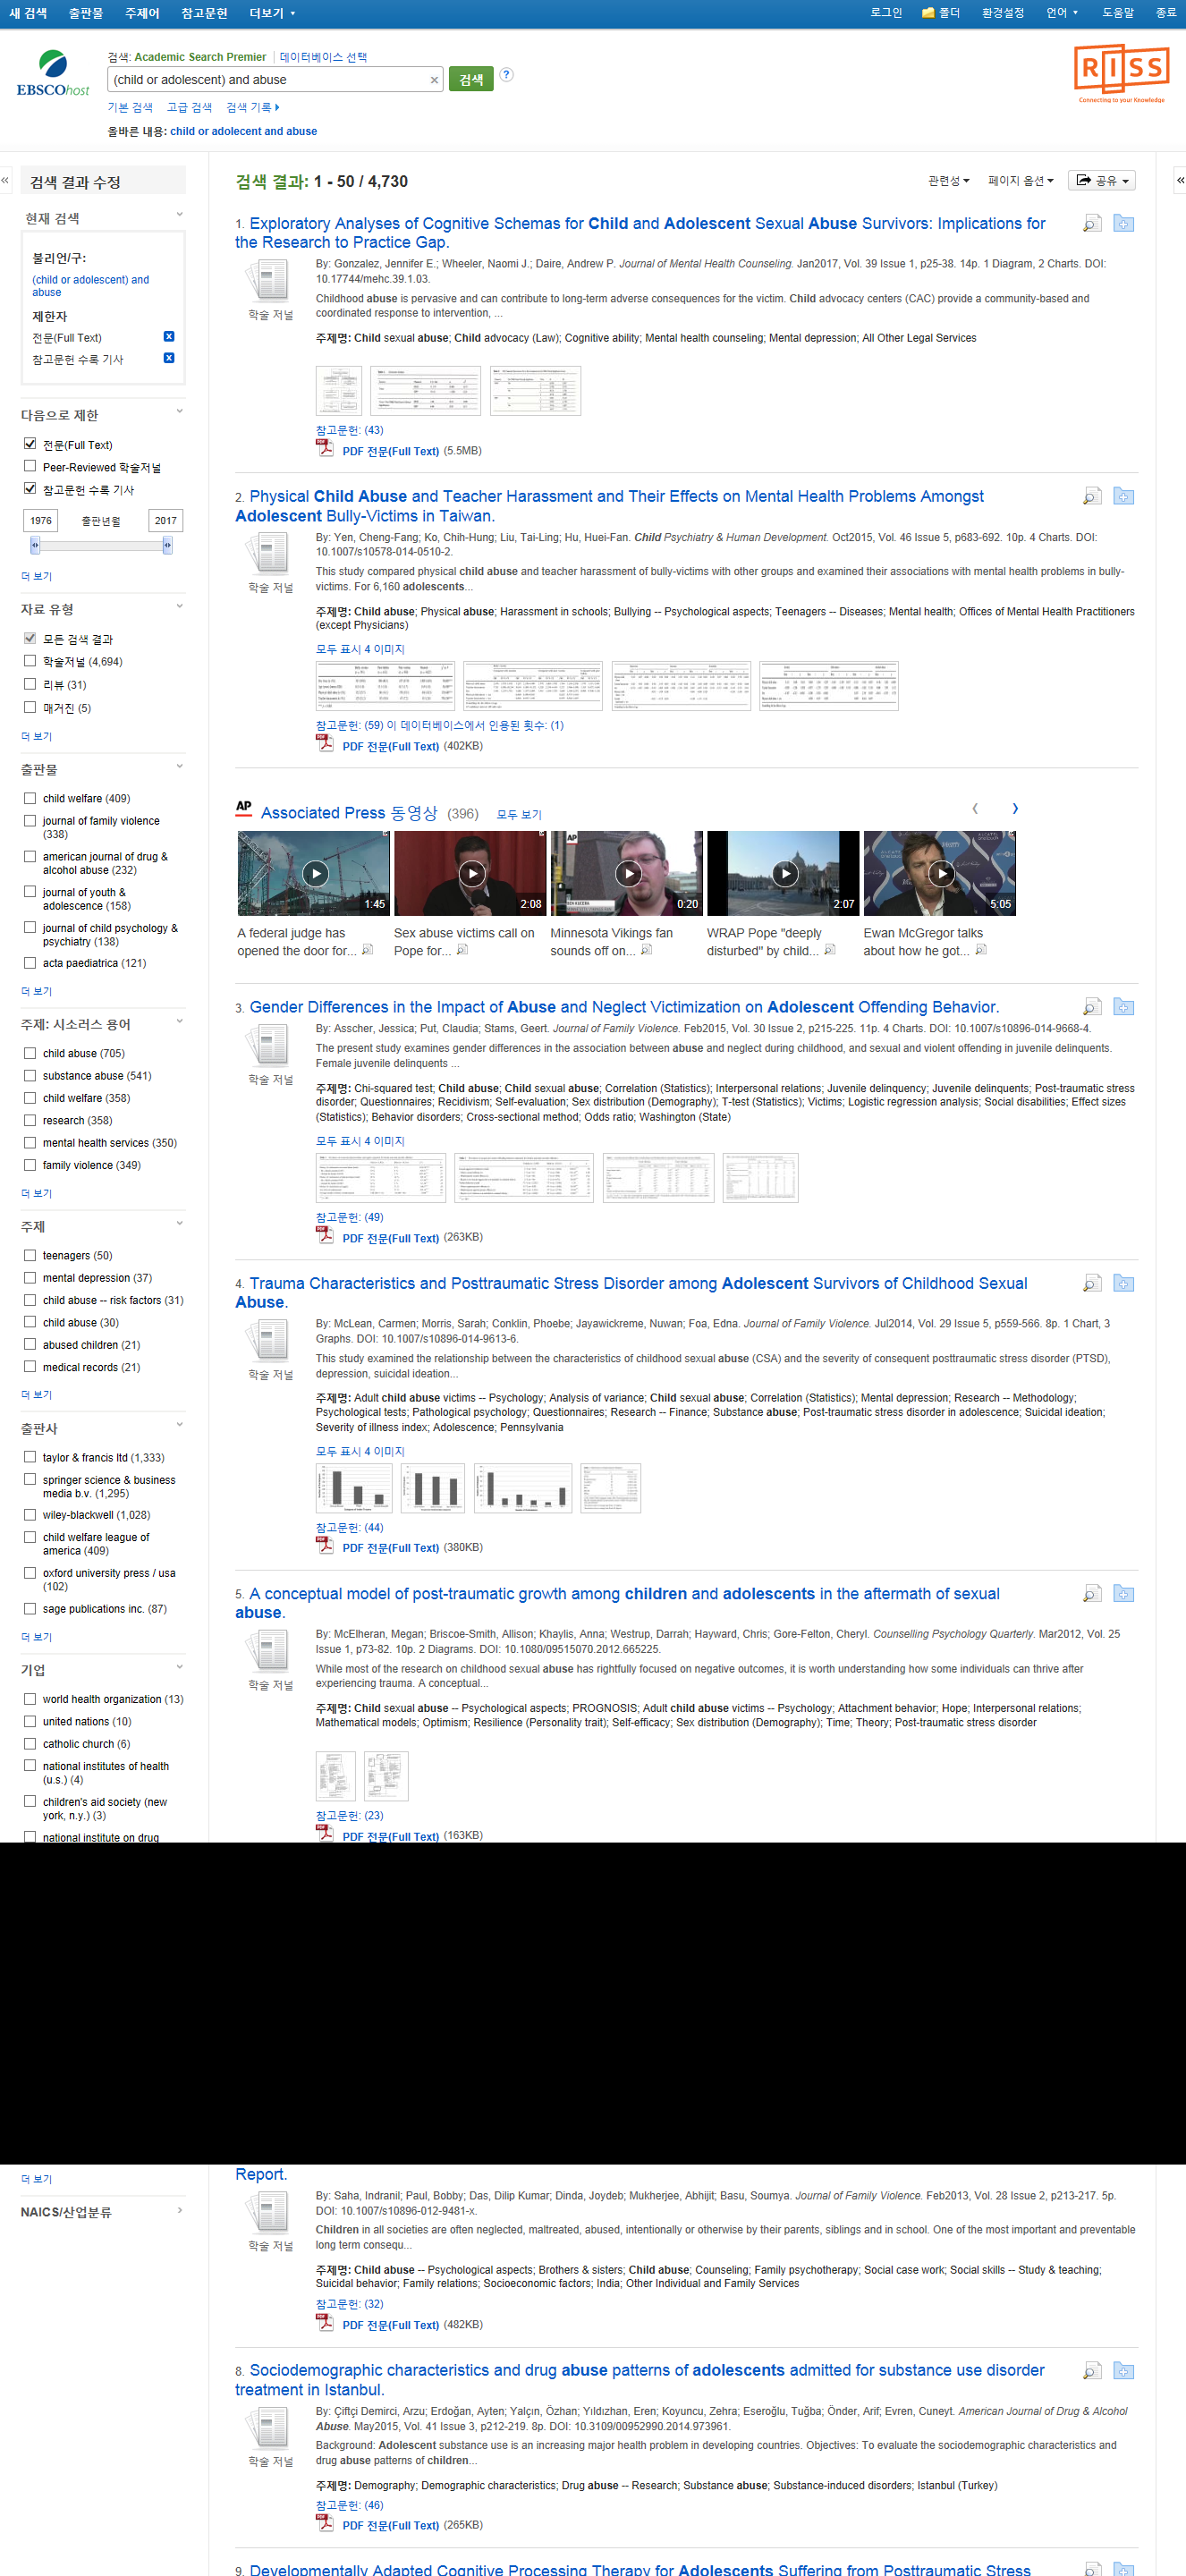 새 검색 출판물 주제어 참고문헌 더보기
로그인 폴더 환경설정 언어 도움말 종료
EBSCOhost
검색: Academic Search Premier 데이터베이스 선택
(child or adolescent) and abuse
검색
기본 검색 고급 검색 검색 기록
올바른 내용: child or adolecent and abuse
RISS
Connecting to your Knowledge
검색 결과 수정
현재 검색
불리언/구:
(child or adolescent) and
abuse
제한자
전문(Full Text)
참고문헌 수록 기사
다음으로 제한
전문(Full Text)
Peer-Reviewed 학술저널
참고문헌 수록 기사
1976 출판년월 2017
더 보기
자료 유형
모든 검색 결과
학술저널 (4,694)
리뷰 (31)
매거진 (5)
더 보기
출판물
child welfare (409)
journal of family violence
(338)
american journal of drug &
alcohol abuse (232)
journal of youth &
adolescence (158)
journal of child psychology &
psychiatry (138)
acta paediatrica (121)
더 보기
주제: 시소러스 용어
child abuse (705)
substance abuse (541)
child welfare (358)
research (358)
mental health services (350)
family violence (349)
더 보기
주제
teenagers (50)
mental depression (37)
child abuse -- risk factors (31)
child abuse (30)
abused children (21)
medical records (21)
더 보기
출판사
taylor & francis ltd (1,333)
springer science & business
media b.v. (1,295)
wiley-blackwell (1,028)
child welfare league of
america (409)
oxford university press / usa
(102)
sage publications inc. (87)
더 보기
기업
world health organization (13)
united nations (10)
catholic church (6)
national institutes of health
(u.s.) (4)
children's aid society (new
york, n.y.) (3)
national institute on drug
더 보기
NAICS/산업분류
검색 결과: 1 - 50 / 4,730
관련성 페이지 옵션 공유
1. Exploratory Analyses of Cognitive Schemas for Child and Adolescent Sexual Abuse Survivors: Implications for
the Research to Practice Gap.
학술 저널
By: Gonzalez, Jennifer E.; Wheeler, Naomi J.; Daire, Andrew P. Journal of Mental Health Counseling. Jan2017, Vol. 39 Issue 1, p25-38. 14p. 1 Diagram, 2 Charts. DOI:
10.17744/mehc.39.1.03.
Childhood abuse is pervasive and can contribute to long-term adverse consequences for the victim. Child advocacy centers (CAC) provide a community-based and
coordinated response to intervention, ...
주제명: Child sexual abuse; Child advocacy (Law); Cognitive ability; Mental health counseling; Mental depression; All Other Legal Services
참고문헌: (43)
PDF 전문(Full Text) (5.5MB)
2. Physical Child Abuse and Teacher Harassment and Their Effects on Mental Health Problems Amongst
Adolescent Bully-Victims in Taiwan.
학술 저널
By: Yen, Cheng-Fang; Ko, Chih-Hung; Liu, Tai-Ling; Hu, Huei-Fan. Child Psychiatry & Human Development. Oct2015, Vol. 46 Issue 5, p683-692. 10p. 4 Charts. DOI:
10.1007/s10578-014-0510-2.
This study compared physical child abuse and teacher harassment of bully-victims with other groups and examined their associations with mental health problems in bully-
victims. For 6,160 adolescents...
주제명: Child abuse; Physical abuse; Harassment in schools; Bullying -- Psychological aspects; Teenagers -- Diseases; Mental health; Offices of Mental Health Practitioners
(except Physicians)
모두 표시 4 이미지
참고문헌: (59) 이 데이터베이스에서 인용된 횟수: (1)
PDF 전문(Full Text) (402KB)
AP Associated Press 동영상 (396) 모두 보기
1:45
2:08
AP
0:20
2:07
5:05
A federal judge has
opened the door for...
Sex abuse victims call on
Pope for...
Minnesota Vikings fan
sounds off on...
WRAP Pope "deeply
disturbed" by child...
Ewan McGregor talks
about how he got...
3. Gender Differences in the Impact of Abuse and Neglect Victimization on Adolescent Offending Behavior.
학술 저널
By: Asscher, Jessica; Put, Claudia; Stams, Geert. Journal of Family Violence. Feb2015, Vol. 30 Issue 2, p215-225. 11p. 4 Charts. DOI: 10.1007/s10896-014-9668-4.
The present study examines gender differences in the association between abuse and neglect during childhood, and sexual and violent offending in juvenile delinquents.
Female juvenile delinquents ...
주제명: Chi-squared test; Child abuse; Child sexual abuse; Correlation (Statistics); Interpersonal relations; Juvenile delinquency; Juvenile delinquents; Post-traumatic stress
disorder; Questionnaires; Recidivism; Self-evaluation; Sex distribution (Demography); T-test (Statistics); Victims; Logistic regression analysis; Social disabilities; Effect sizes
(Statistics); Behavior disorders; Cross-sectional method; Odds ratio; Washington (State)
모두 표시 4 이미지
참고문헌: (49)
PDF 전문(Full Text) (263KB)
4. Trauma Characteristics and Posttraumatic Stress Disorder among Adolescent Survivors of Childhood Sexual
Abuse.
학술 저널
By: McLean, Carmen; Morris, Sarah; Conklin, Phoebe; Jayawickreme, Nuwan; Foa, Edna. Journal of Family Violence. Jul2014, Vol. 29 Issue 5, p559-566. 8p. 1 Chart, 3
Graphs. DOI: 10.1007/s10896-014-9613-6.
This study examined the relationship between the characteristics of childhood sexual abuse (CSA) and the severity of consequent posttraumatic stress disorder (PTSD),
depression, suicidal ideation...
주제명: Adult child abuse victims -- Psychology; Analysis of variance; Child sexual abuse; Correlation (Statistics); Mental depression; Research -- Methodology;
Psychological tests; Pathological psychology; Questionnaires; Research -- Finance; Substance abuse; Post-traumatic stress disorder in adolescence; Suicidal ideation;
Severity of illness index; Adolescence; Pennsylvania
모두 표시 4 이미지
참고문헌: (44)
PDF 전문(Full Text) (380KB)
5. A conceptual model of post-traumatic growth among children and adolescents in the aftermath of sexual
abuse.
학술 저널
By: McElheran, Megan; Briscoe-Smith, Allison; Khaylis, Anna; Westrup, Darrah; Hayward, Chris; Gore-Felton, Cheryl. Counselling Psychology Quarterly. Mar2012, Vol. 25
Issue 1, p73-82. 10p. 2 Diagrams. DOI: 10.1080/09515070.2012.665225.
While most of the research on childhood sexual abuse has rightfully focused on negative outcomes, it is worth understanding how some individuals can thrive after
experiencing trauma. A conceptual...
주제명: Child sexual abuse -- Psychological aspects; PROGNOSIS; Adult child abuse victims -- Psychology; Attachment behavior; Hope; Interpersonal relations;
Mathematical models; Optimism; Resilience (Personality trait); Self-efficacy; Sex distribution (Demography); Time; Theory; Post-traumatic stress disorder
참고문헌: (23)
PDF 전문(Full Text) (163KB)
Report.
학술 저널
By: Saha, Indranil; Paul, Bobby; Das, Dilip Kumar; Dinda, Joydeb; Mukherjee, Abhijit; Basu, Soumya. Journal of Family Violence. Feb2013, Vol. 28 Issue 2, p213-217. 5p.
DOI: 10.1007/s10896-012-9481-x.
Children in all societies are often neglected, maltreated, abused, intentionally or otherwise by their parents, siblings and in school. One of the most important and preventable
long term consequ...
주제명: Child abuse -- Psychological aspects; Brothers & sisters; Child abuse; Counseling; Family psychotherapy; Social case work; Social skills -- Study & teaching;
Suicidal behavior; Family relations; Socioeconomic factors; India; Other Individual and Family Services
참고문헌: (32)
PDF 전문(Full Text) (482KB)
8. Sociodemographic characteristics and drug abuse patterns of adolescents admitted for substance use disorder
treatment in Istanbul.
학술 저널
By: Çiftçi Demirci, Arzu; Erdoğan, Ayten; Yalçın, Özhan; Yıldızhan, Eren; Koyuncu, Zehra; Eseroğlu, Tuğba; Önder, Arif; Evren, Cuneyt. American Journal of Drug & Alcohol
Abuse. May2015, Vol. 41 Issue 3, p212-219. 8p. DOI: 10.3109/00952990.2014.973961.
Background: Adolescent substance use is an increasing major health problem in developing countries. Objectives: To evaluate the sociodemographic characteristics and
drug abuse patterns of children...
주제명: Demography; Demographic characteristics; Drug abuse -- Research; Substance abuse; Substance-induced disorders; Istanbul (Turkey)
참고문헌: (46)
PDF 전문(Full Text) (265KB)
9. Developmentally Adapted Cognitive Processing Therapy for Adolescents Suffering from Posttraumatic Stress